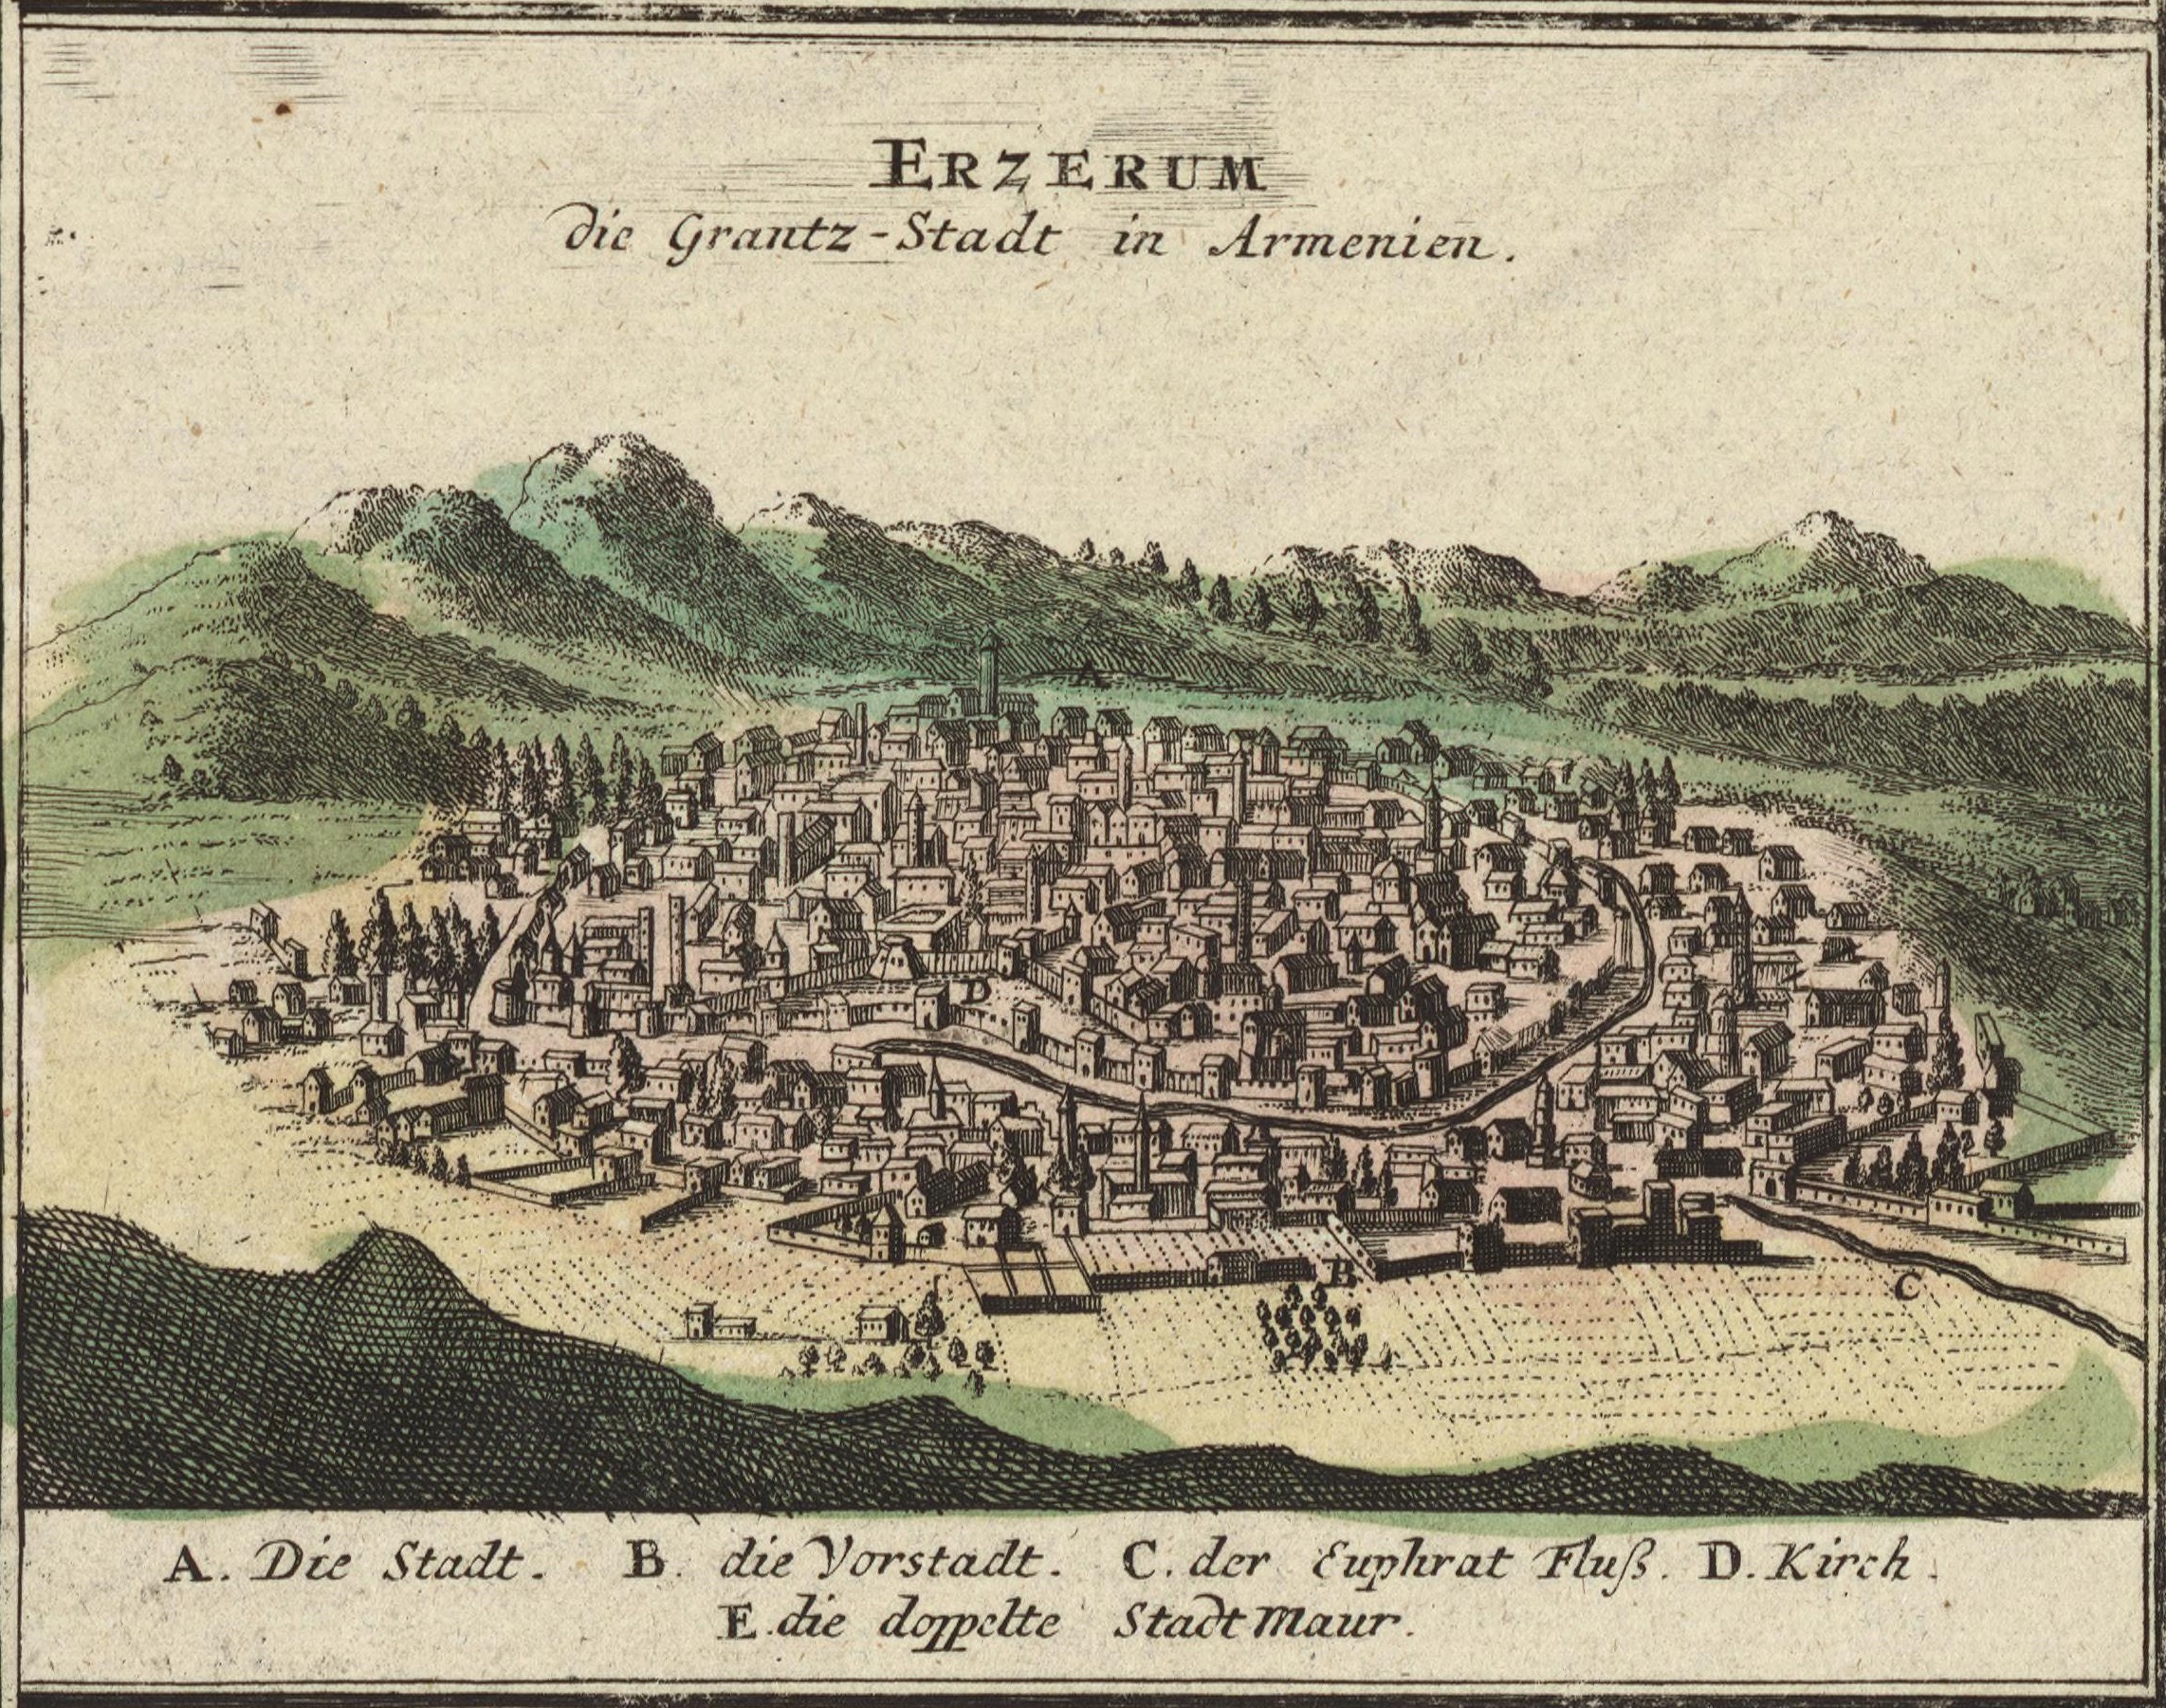 ERZERUM
die Grantz-Stadt in Armenien.
A
D
B
C
A. Die Stadt. B. die Vorstadt. C. der Euphrat Fluß. D. Kirch.
E. die doppelte Stadt Maur.